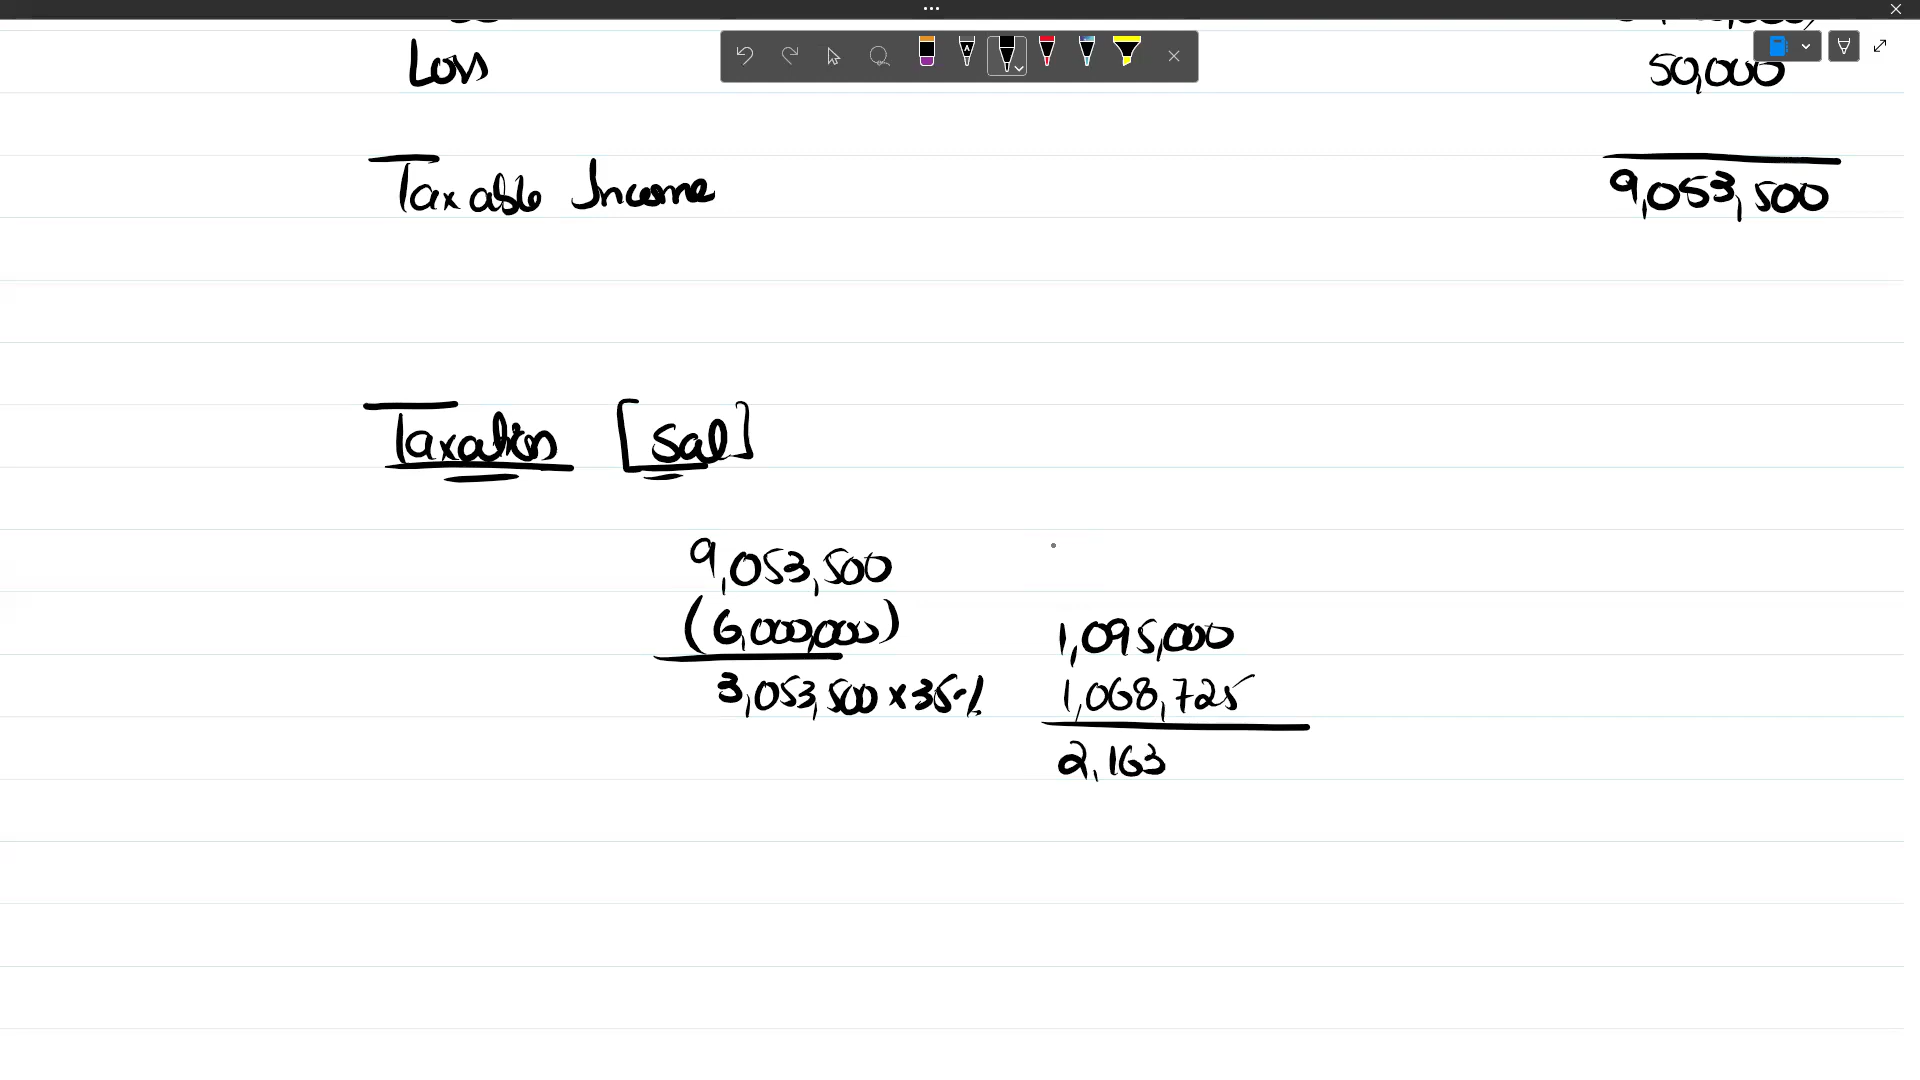 Loss 50,000
Taxable Income 9,053,500
Taxation [Sal]
9,053,500
(6,000,000) 1,095,000
3,053,500 x 35% 1,068,725
2,163